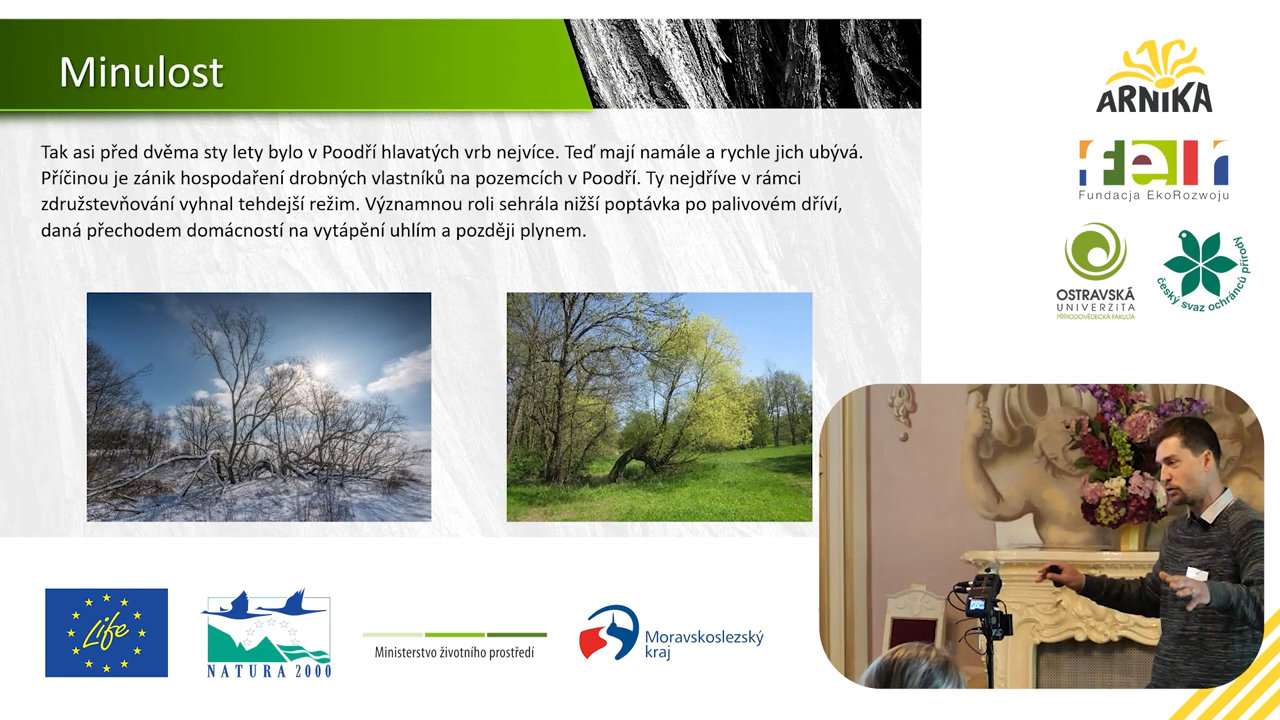 Minulost
Tak asi před dvěma sty lety bylo v Poodří hlavatých vrb nejvíce. Teď mají namále a rychle jich ubývá.
Příčinou je zánik hospodaření drobných vlastníků na pozemcích v Poodří. Ty nejdříve v rámci
združstevňování vyhnal tehdejší režim. Významnou roli sehrála nižší poptávka po palivovém dříví,
daná přechodem domácností na vytápění uhlím a později plynem.
ARNIKA
feir
Fundacja EkoRozwoju
OSTRAVSKÁ
UNIVERZITA
PŘÍRODOVĚDECKÁ FAKULTA
český svaz ochránců přírody
Life
NATURA 2000
Ministerstvo životního prostředí
Moravskoslezský
kraj